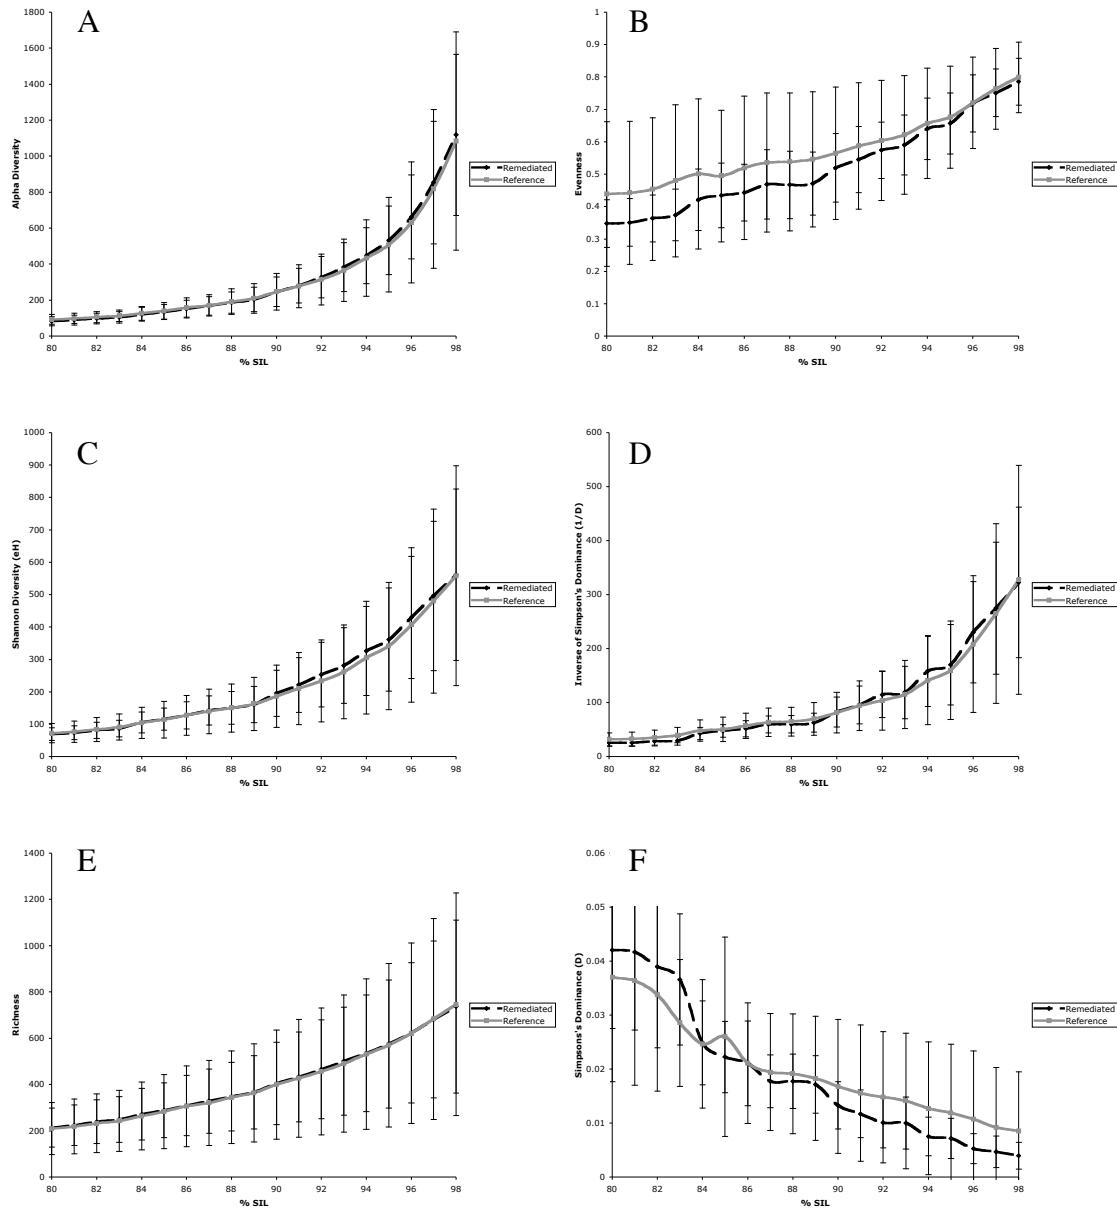 A
1800
1600
1400
1200
1000
800
600
400
200
0
Alpha Diversity
80 82 84 86 88 90 92 94 96 98
% SIL
Remediated
Reference
B
1
0.9
0.8
0.7
0.6
0.5
0.4
0.3
0.2
0.1
0
Evenness
80 82 84 86 88 90 92 94 96 98
% SIL
Remediated
Reference
C
1000
900
800
700
600
500
400
300
200
100
0
Shannon Diversity (eH)
80 82 84 86 88 90 92 94 96 98
% SIL
Remediated
Reference
D
600
500
400
300
200
100
0
Inverse of Simpson's Dominance (1/D)
80 82 84 86 88 90 92 94 96 98
% SIL
Remediated
Reference
E
1400
1200
1000
800
600
400
200
0
Richness
80 82 84 86 88 90 92 94 96 98
% SIL
Remediated
Reference
F
0.06
0.05
0.04
0.03
0.02
0.01
0
Simpsons's Dominance (D)
80 82 84 86 88 90 92 94 96 98
% SIL
Remediated
Reference